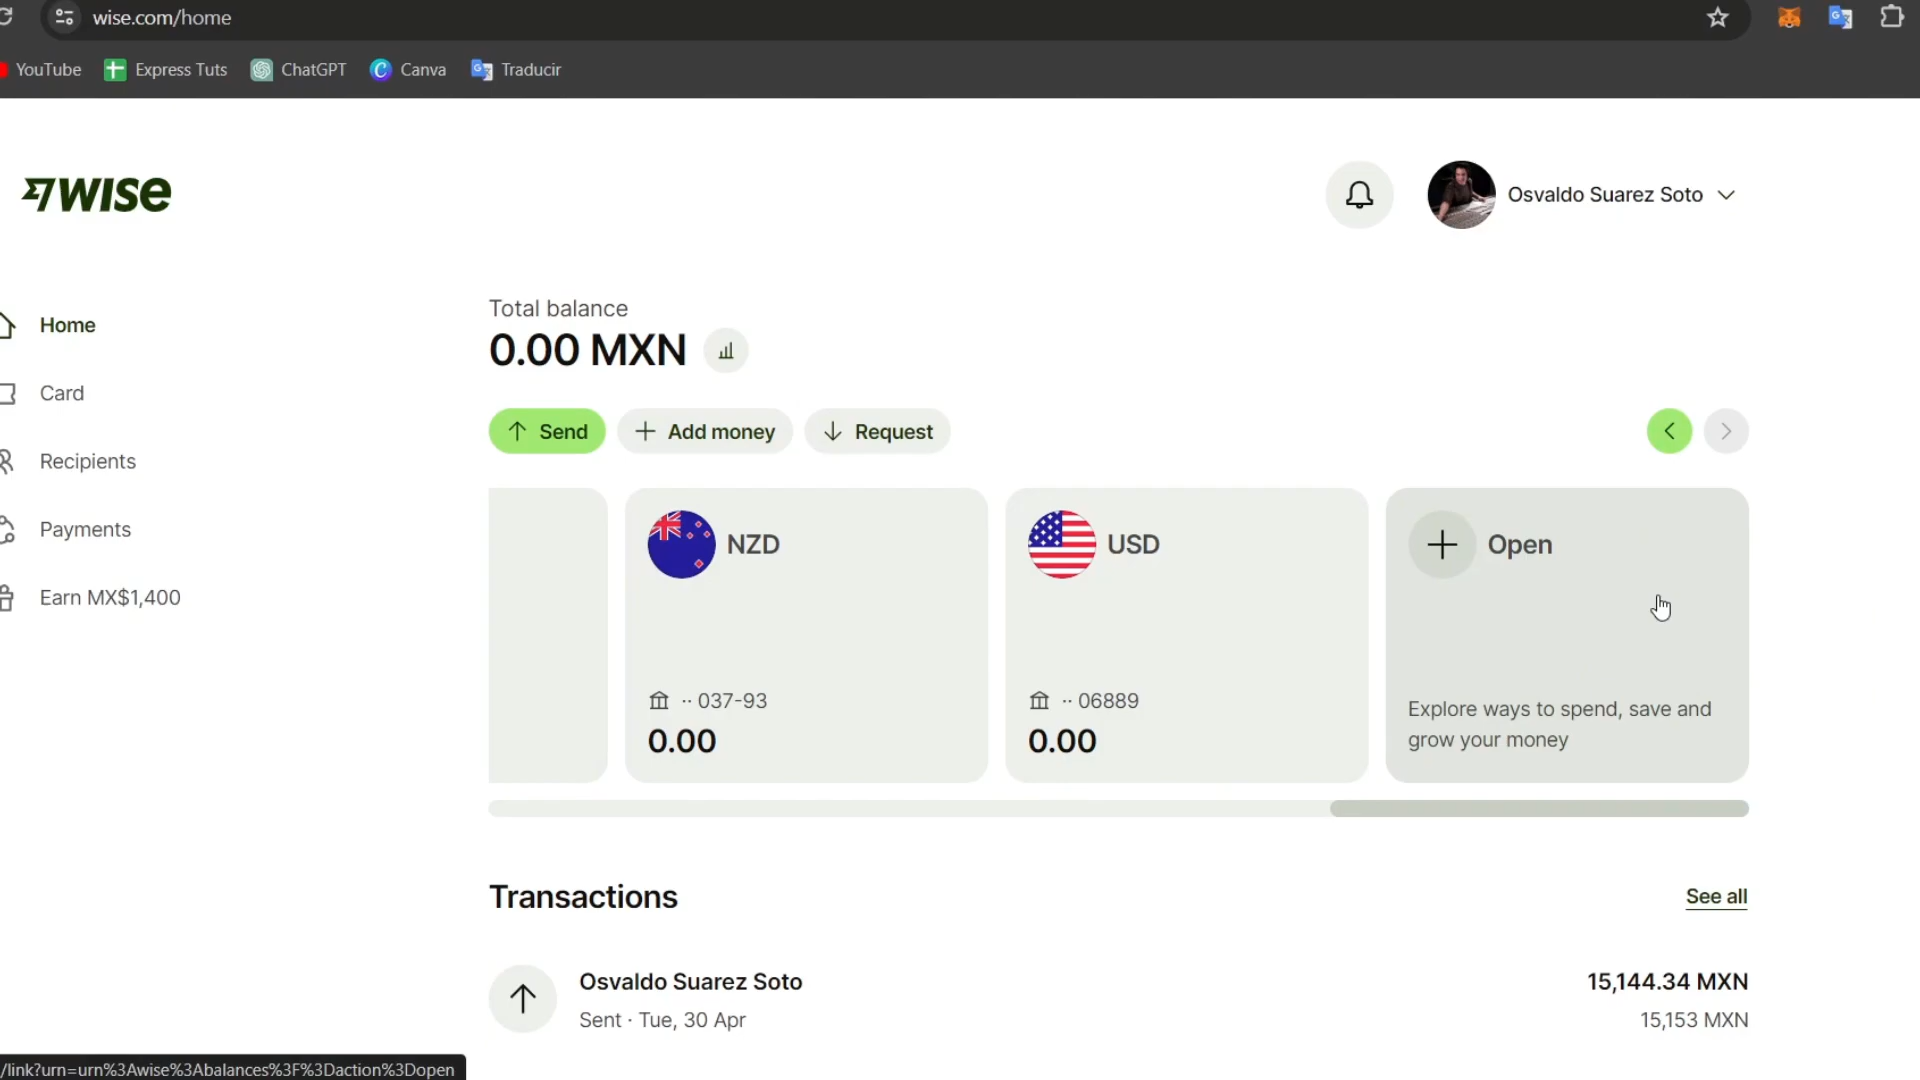 wise.com/home
YouTube Express Tuts ChatGPT Canva Traducir
WISE
Osvaldo Suarez Soto
Total balance
0.00 MXN
Home
Card
Recipients
Payments
Earn MX$1,400
Send Add money Request
NZD
·· 037-93
0.00
USD
·· 06889
0.00
Open
Explore ways to spend, save and
grow your money
Transactions
See all
Osvaldo Suarez Soto
15,144.34 MXN
Sent · Tue, 30 Apr
15,153 MXN
/link?urn=urn%3Awise%3Abalances%3F%3Daction%3Dopen